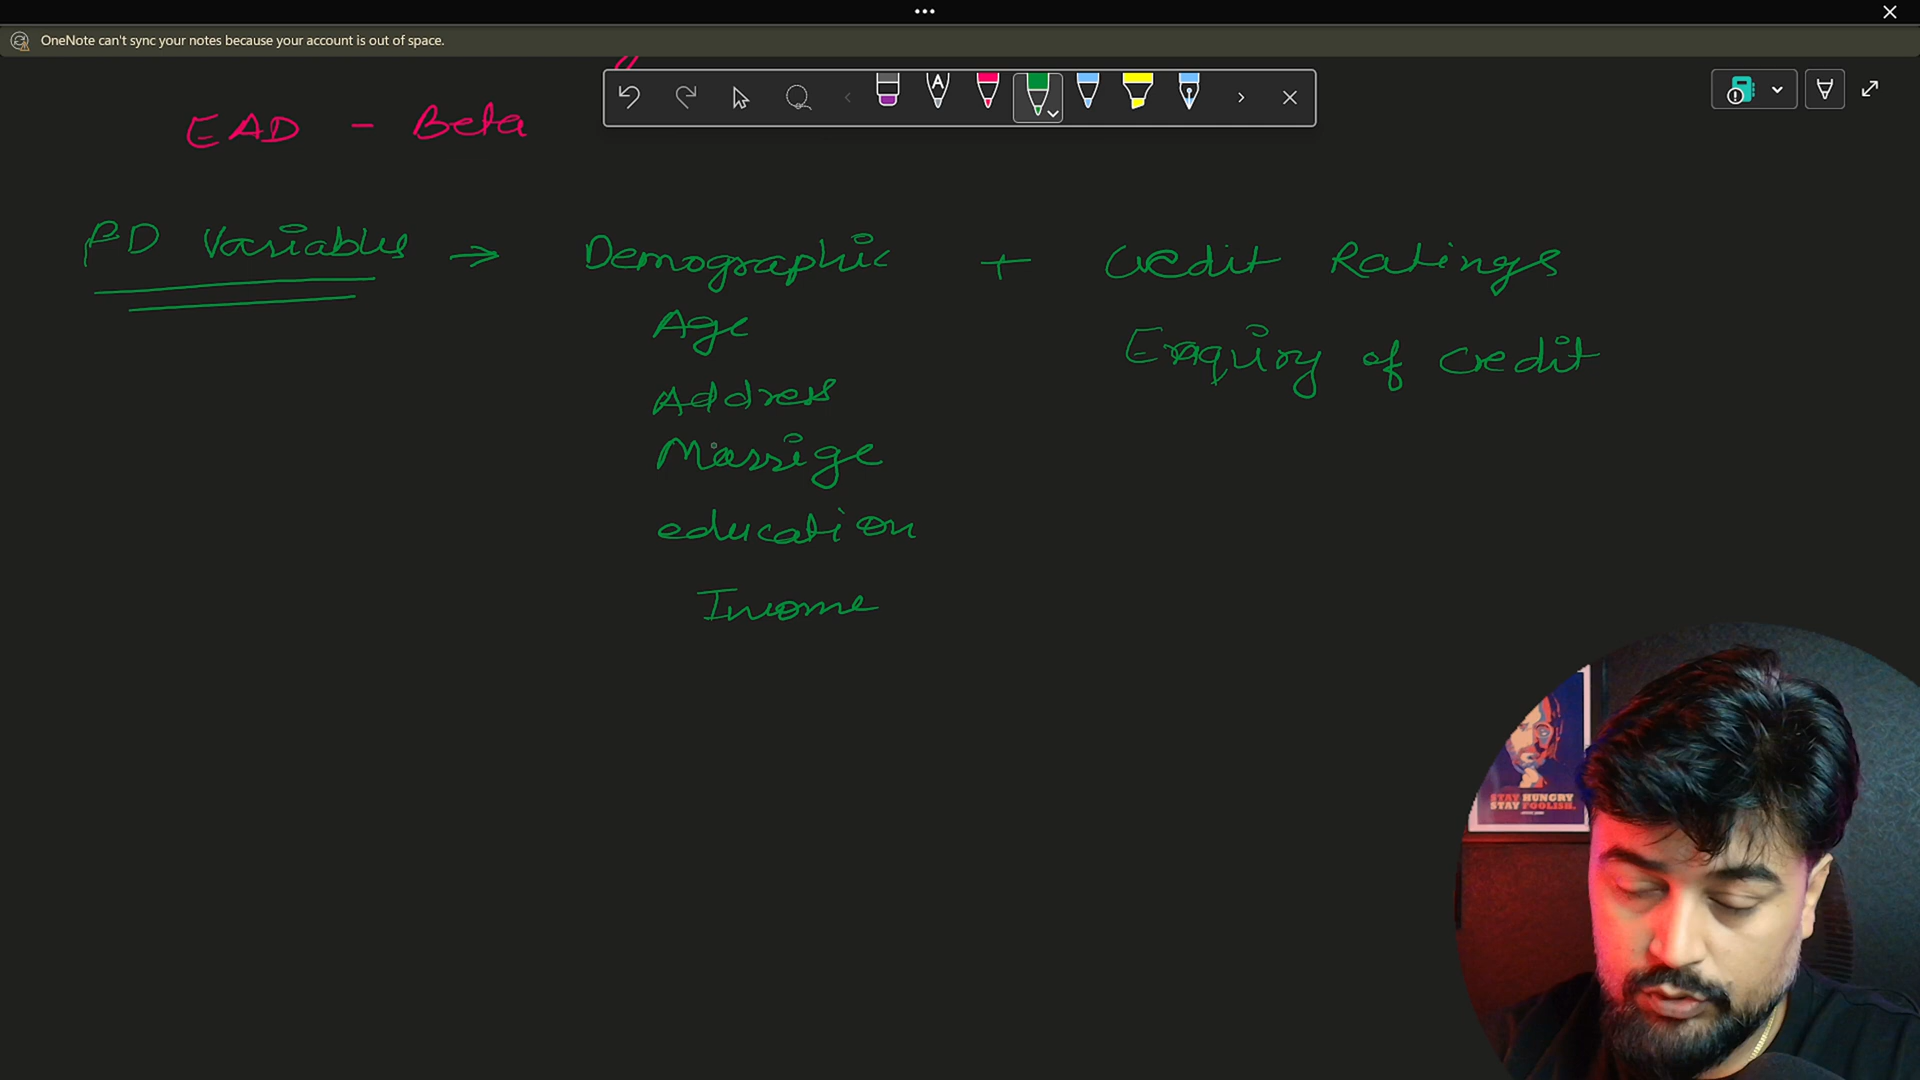 OneNote can't sync your notes because your account is out of space.
EAD - Beta
PD Variables → Demographic + Credit Ratings
Age
Enquiry of credit
Address
Marrige
education
Income
STAY HUNGRY
STAY FOOLISH.